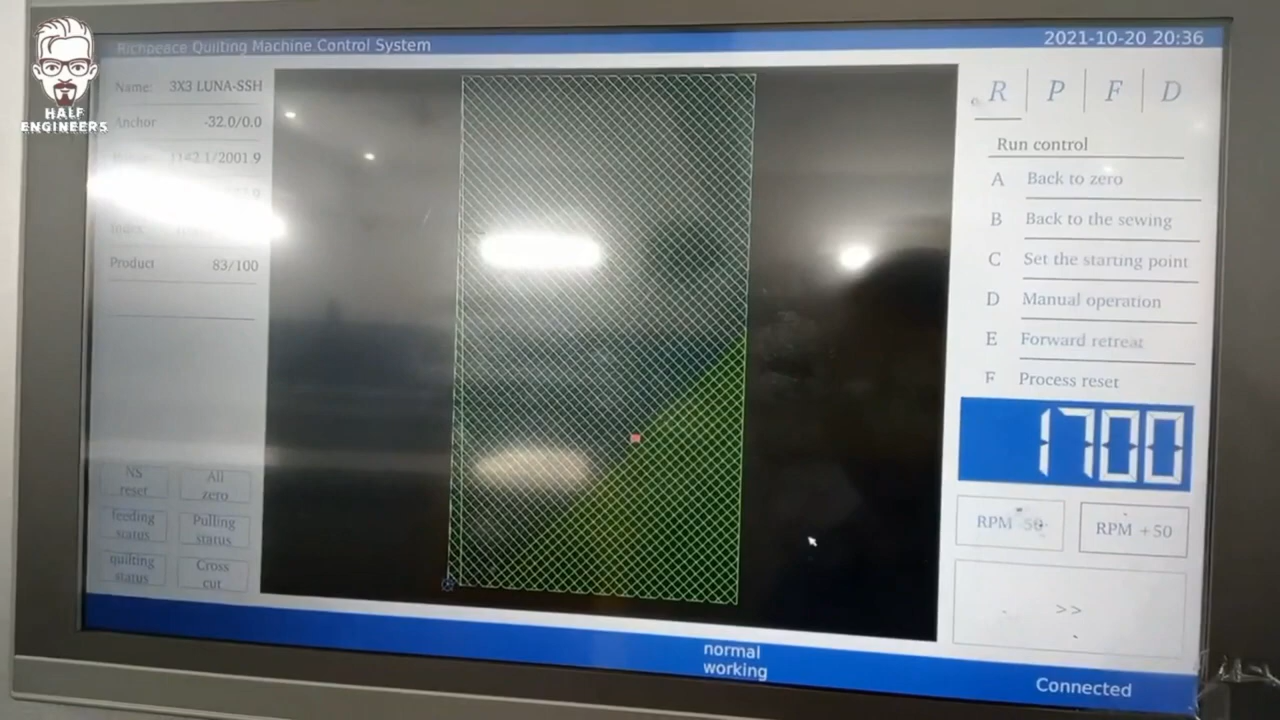 Richpeace Quilting Machine Control System
2021-10-20 20:36
HALF
ENGINEERS
Name: 3X3 LUNA-SSH
Anchor -32.0/0.0
1142.1/2001.9
Index
Product 83/100
NS
reset
All
zero
feeding
status
Pulling
status
quilting
status
Cross
cut
R P F D
Run control
A Back to zero
B Back to the sewing
C Set the starting point
D Manual operation
E Forward retreat
F Process reset
1700
RPM -50
RPM +50
>>
normal
working
Connected